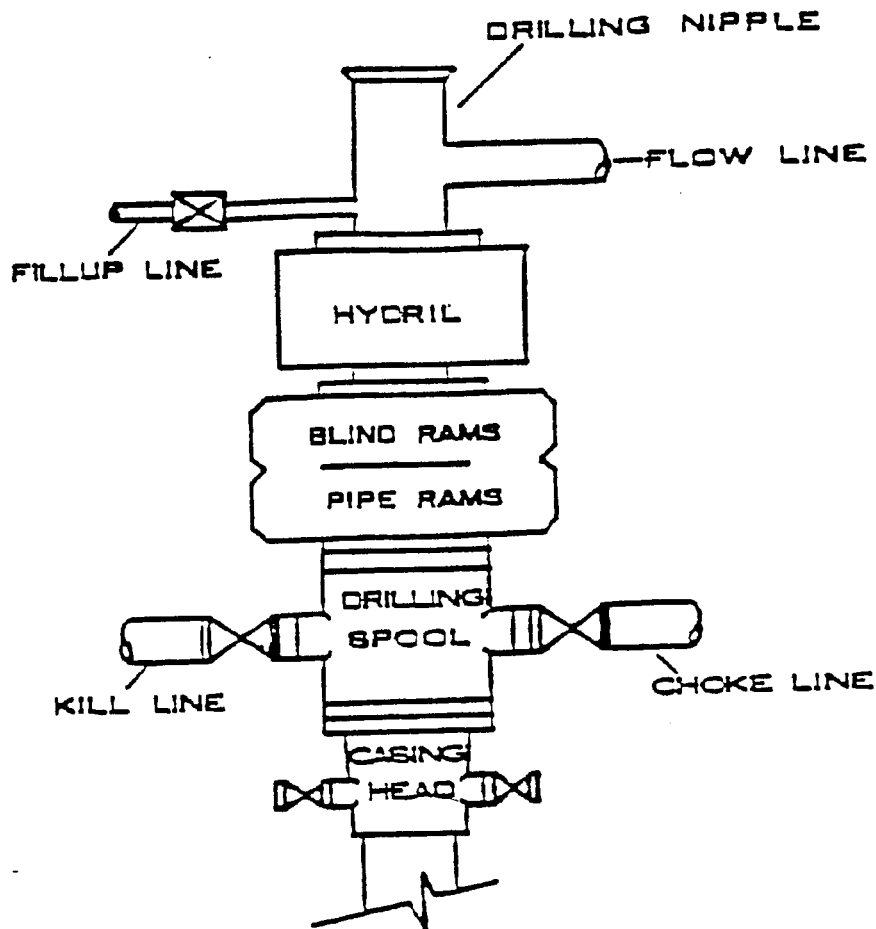 DRILLING NIPPLE
FLOW LINE
FILLUP LINE
HYDRIL
BLIND RAMS
PIPE RAMS
DRILLING
SPOOL
KILL LINE
CHOKE LINE
CASING
HEAD